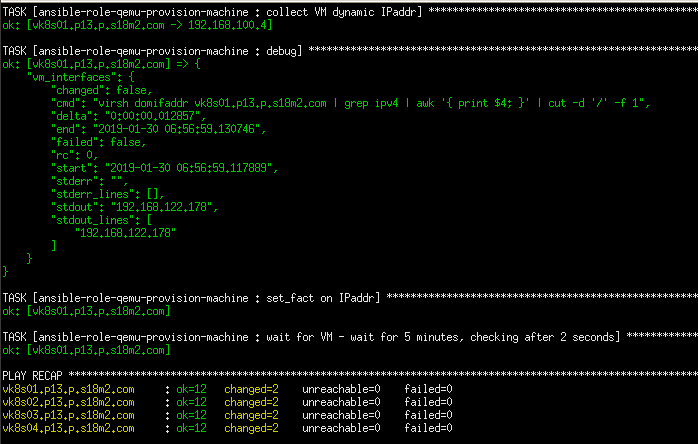 TASK [ansible-role-qemu-provision-machine : collect VM dynamic IPaddr] **********************************************
ok: [vk8s01.p13.p.s18m2.com -> 192.168.100.4]
TASK [ansible-role-qemu-provision-machine : debug] ******************************************************************
ok: [vk8s01.p13.p.s18m2.com] => {
    "vm_interfaces": {
        "changed": false,
        "cmd": "virsh domifaddr vk8s01.p13.p.s18m2.com | grep ipv4 | awk '{ print $4; }' | cut -d '/' -f 1",
        "delta": "0:00:00.012857",
        "end": "2019-01-30 06:56:59.130746",
        "failed": false,
        "rc": 0,
        "start": "2019-01-30 06:56:59.117889",
        "stderr": "",
        "stderr_lines": [],
        "stdout": "192.168.122.178",
        "stdout_lines": [
            "192.168.122.178"
        ]
    }
}
TASK [ansible-role-qemu-provision-machine : set_fact on IPaddr] *****************************************************
ok: [vk8s01.p13.p.s18m2.com]
TASK [ansible-role-qemu-provision-machine : wait for VM - wait for 5 minutes, checking after 2 seconds] *************
ok: [vk8s01.p13.p.s18m2.com]
PLAY RECAP **********************************************************************************************************
vk8s01.p13.p.s18m2.com     : ok=12   changed=2    unreachable=0    failed=0
vk8s02.p13.p.s18m2.com     : ok=12   changed=2    unreachable=0    failed=0
vk8s03.p13.p.s18m2.com     : ok=12   changed=2    unreachable=0    failed=0
vk8s04.p13.p.s18m2.com     : ok=12   changed=2    unreachable=0    failed=0